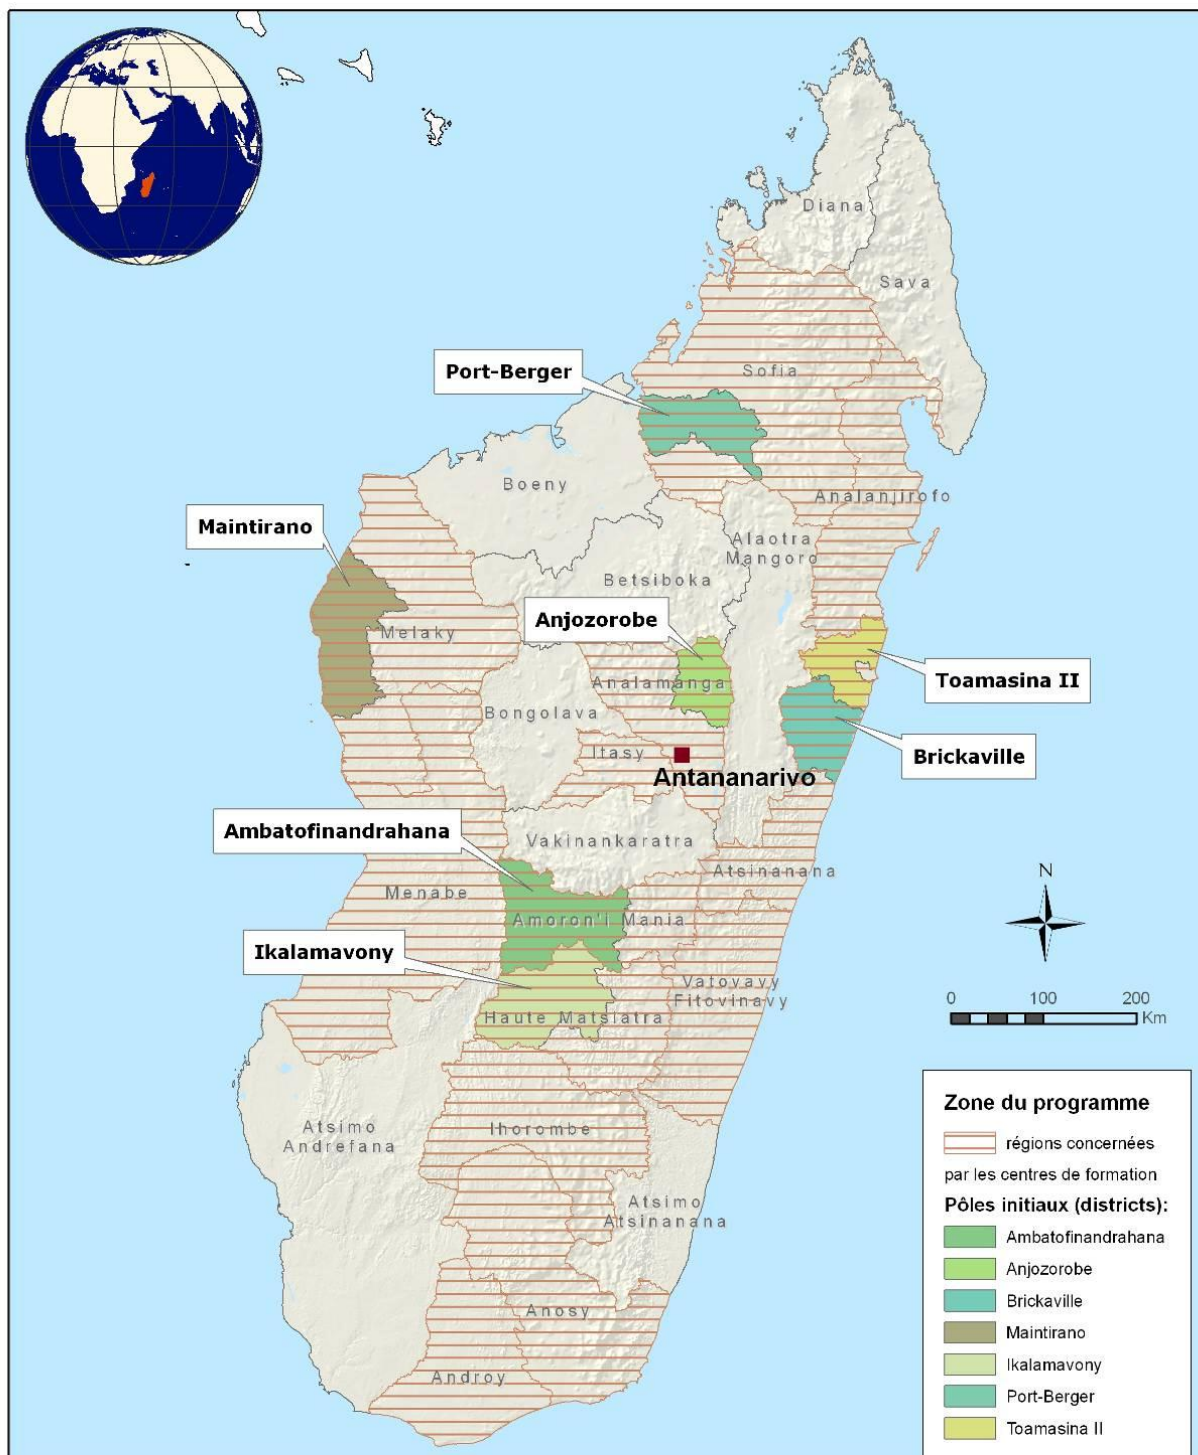 Diana
Sava
Sofia
Port-Berger
Boeny
Analanjirofo
Maintirano
Alaotra
Mangoro
Betsiboka
Anjozorobe
Melaky
Toamasina II
Analamanga
Bongolava
Itasy
Brickaville
Antananarivo
Ambatofinandrahana
Vakinankaratra
Atsinanana
Menabe
Amoron'i Mania
Ikalamavony
Vatovavy
Fitovinavy
Haute Matsiatra
N
0 100 200
Km
Ihorombe
Atsimo
Andrefana
Atsimo
Atsinanana
Anosy
Androy
Zone du programme
régions concernées
par les centres de formation
Pôles initiaux (districts):
Ambatofinandrahana
Anjozorobe
Brickaville
Maintirano
Ikalamavony
Port-Berger
Toamasina II